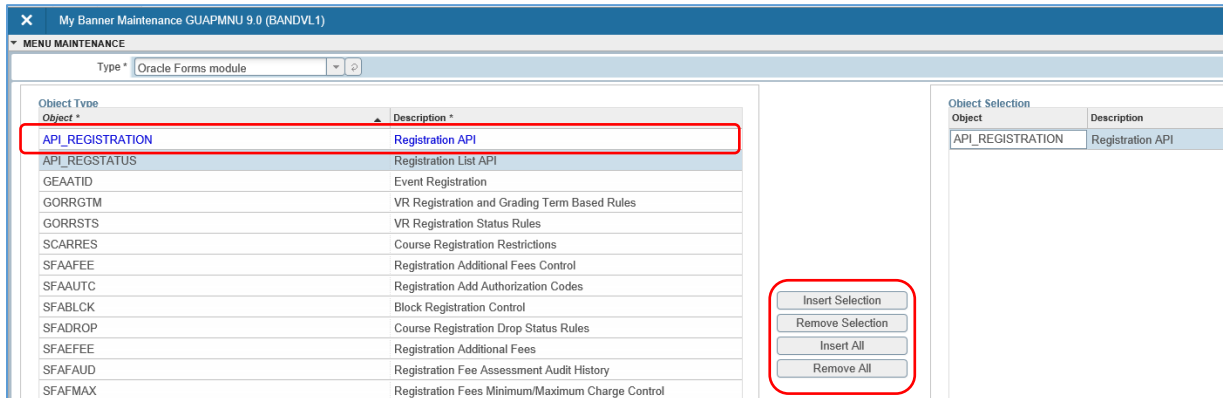 ✕ My Banner Maintenance GUAPMNU 9.0 (BANDVL1)
MENU MAINTENANCE
Type * Oracle Forms module
Object Type
Object * Description *
API_REGISTRATION Registration API
API_REGSTATUS Registration List API
GEAATID Event Registration
GORRGTM VR Registration and Grading Term Based Rules
GORRSTS VR Registration Status Rules
SCARRES Course Registration Restrictions
SFAAFEE Registration Additional Fees Control
SFAAUTC Registration Add Authorization Codes
SFABLCK Block Registration Control
SFADROP Course Registration Drop Status Rules
SFAEFEE Registration Additional Fees
SFAFAUD Registration Fee Assessment Audit History
SFAFMAX Registration Fees Minimum/Maximum Charge Control
Insert Selection
Remove Selection
Insert All
Remove All
Object Selection
Object Description
API_REGISTRATION Registration API